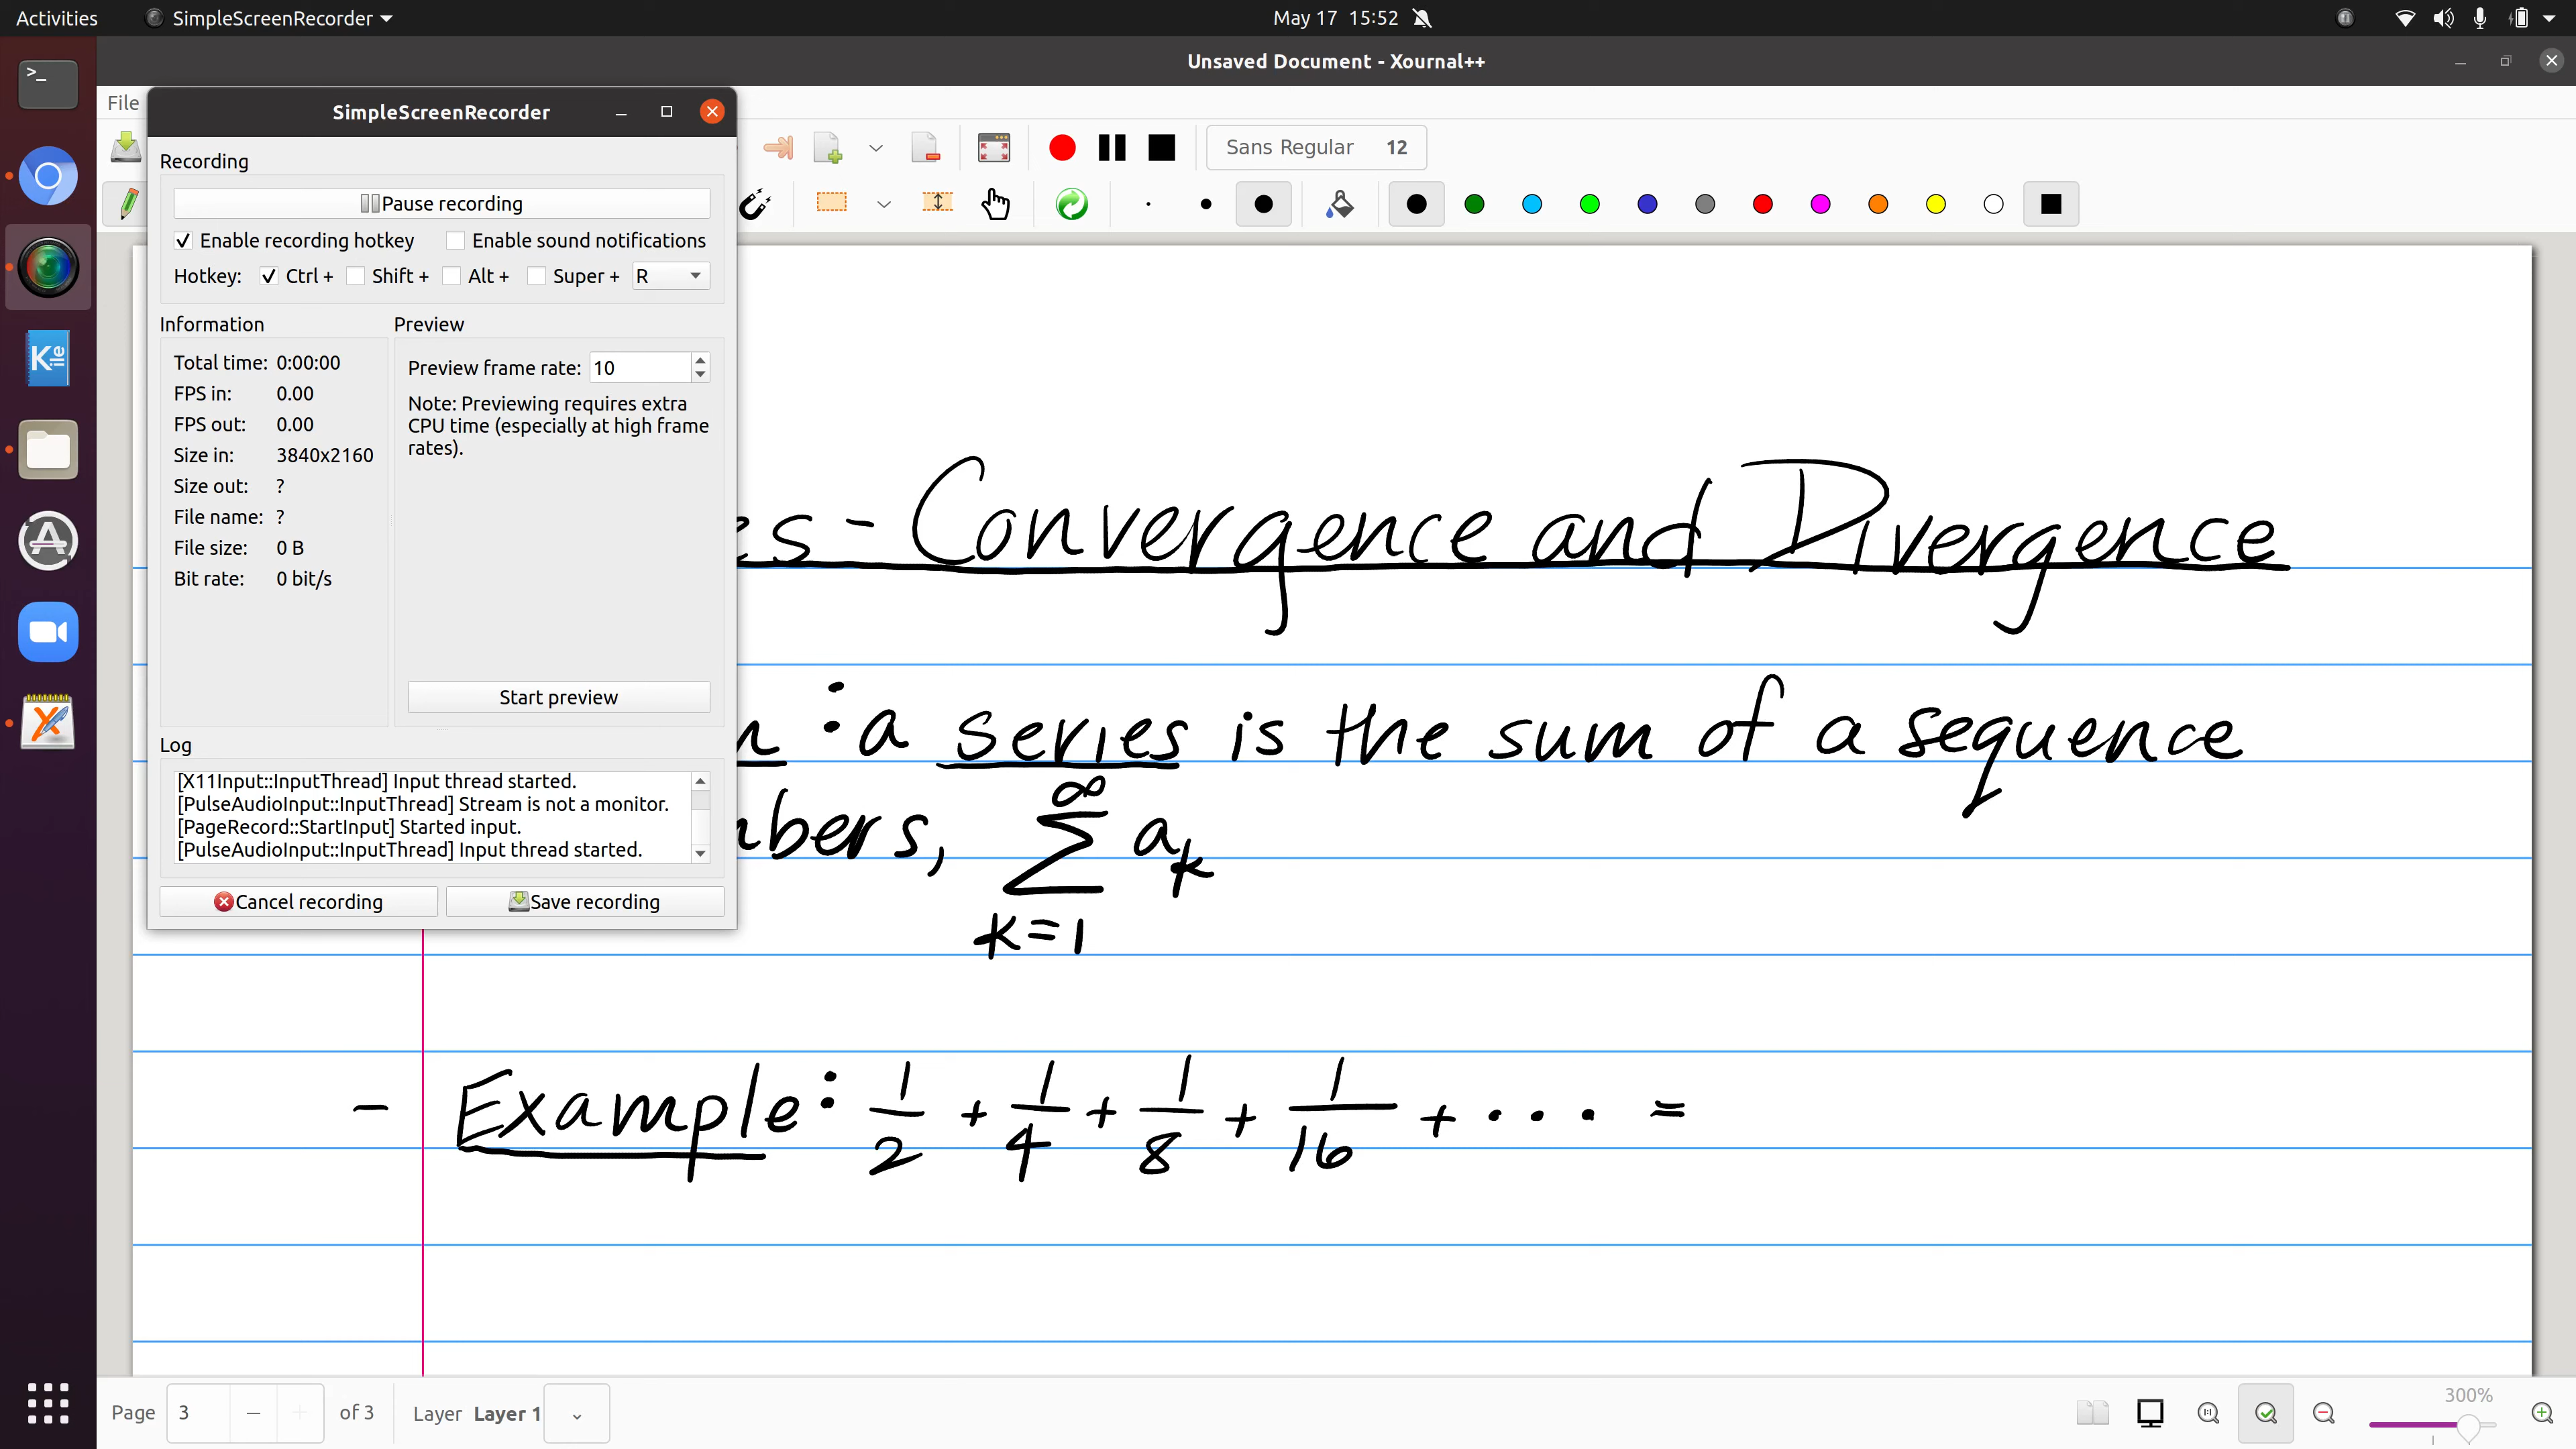 Activities SimpleScreenRecorder May 17 15:52
Unsaved Document - Xournal++
File
SimpleScreenRecorder
Sans Regular 12
Recording
Pause recording
Enable recording hotkey Enable sound notifications
Hotkey: Ctrl + Shift + Alt + Super + R
Information
Total time: 0:00:00
FPS in: 0.00
FPS out: 0.00
Size in: 3840x2160
Size out: ?
File name: ?
File size: 0 B
Bit rate: 0 bit/s
Preview
Preview frame rate: 10
Note: Previewing requires extra
CPU time (especially at high frame
rates).
Start preview
Log
[X11Input::InputThread] Input thread started.
[PulseAudioInput::InputThread] Stream is not a monitor.
[PageRecord::StartInput] Started input.
[PulseAudioInput::InputThread] Input thread started.
Cancel recording Save recording
es - Convergence and Divergence
n : a series is the sum of a sequence
mbers, ∞ ∑ k=1 a_k
- Example: 1/2 + 1/4 + 1/8 + 1/16 + ... =
Page 3 of 3 Layer Layer 1
300%